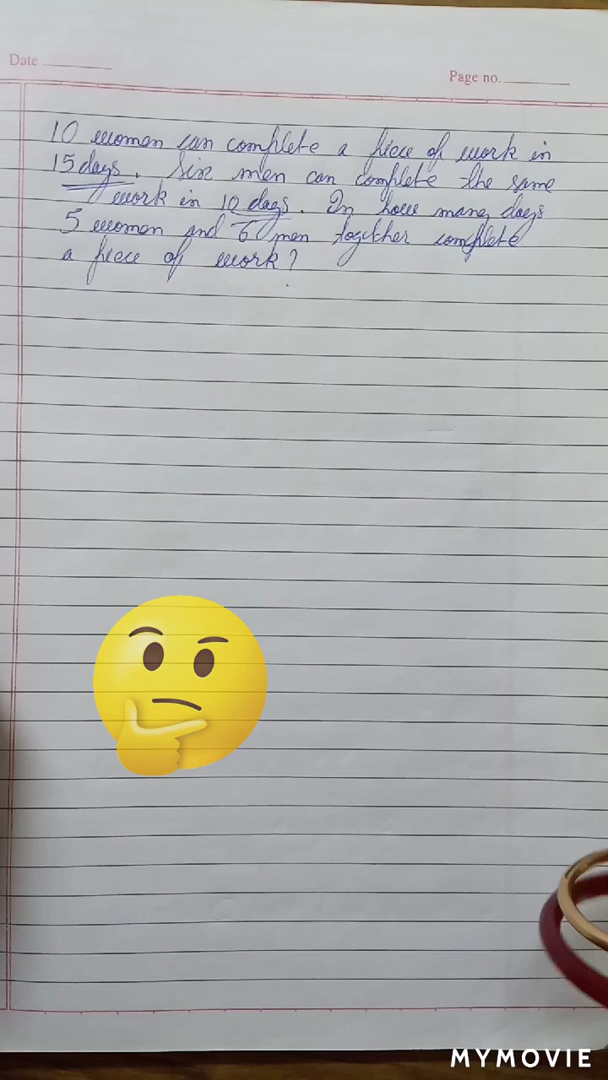 Date
Page no.
10 women can complete a piece of work in
15 days. Six men can complete the same
work in 10 days. In how many days
5 women and 6 men together complete
a piece of work?
MYMOVIE